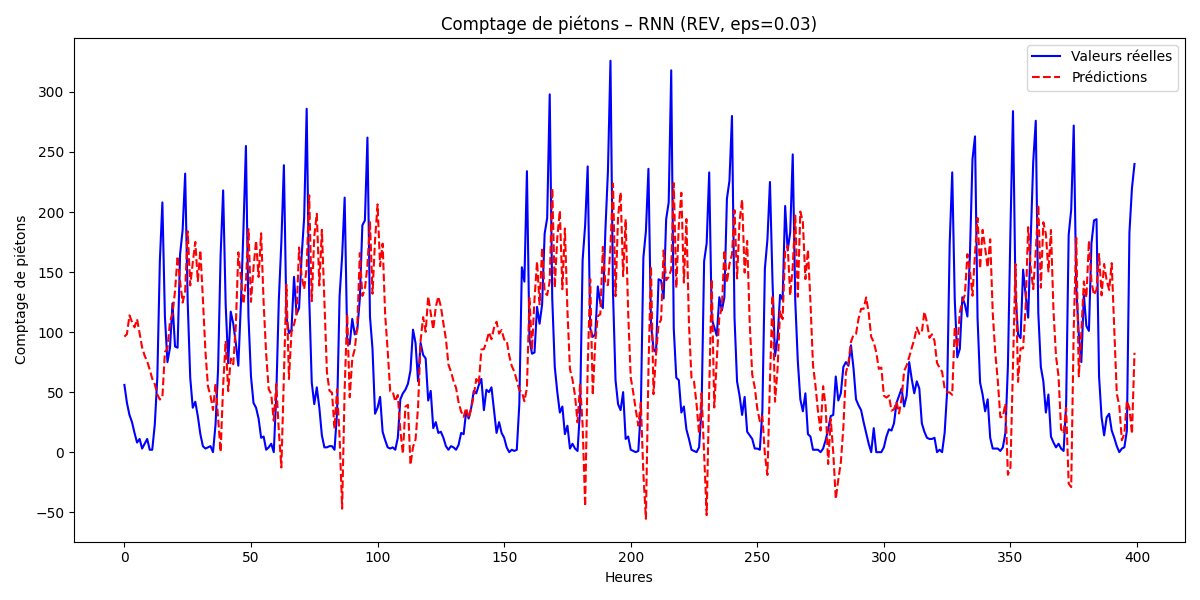 Comptage de piétons – RNN (REV, eps=0.03)
Valeurs réelles
Prédictions
Comptage de piétons
300
250
200
150
100
50
0
−50
0 50 100 150 200 250 300 350 400
Heures